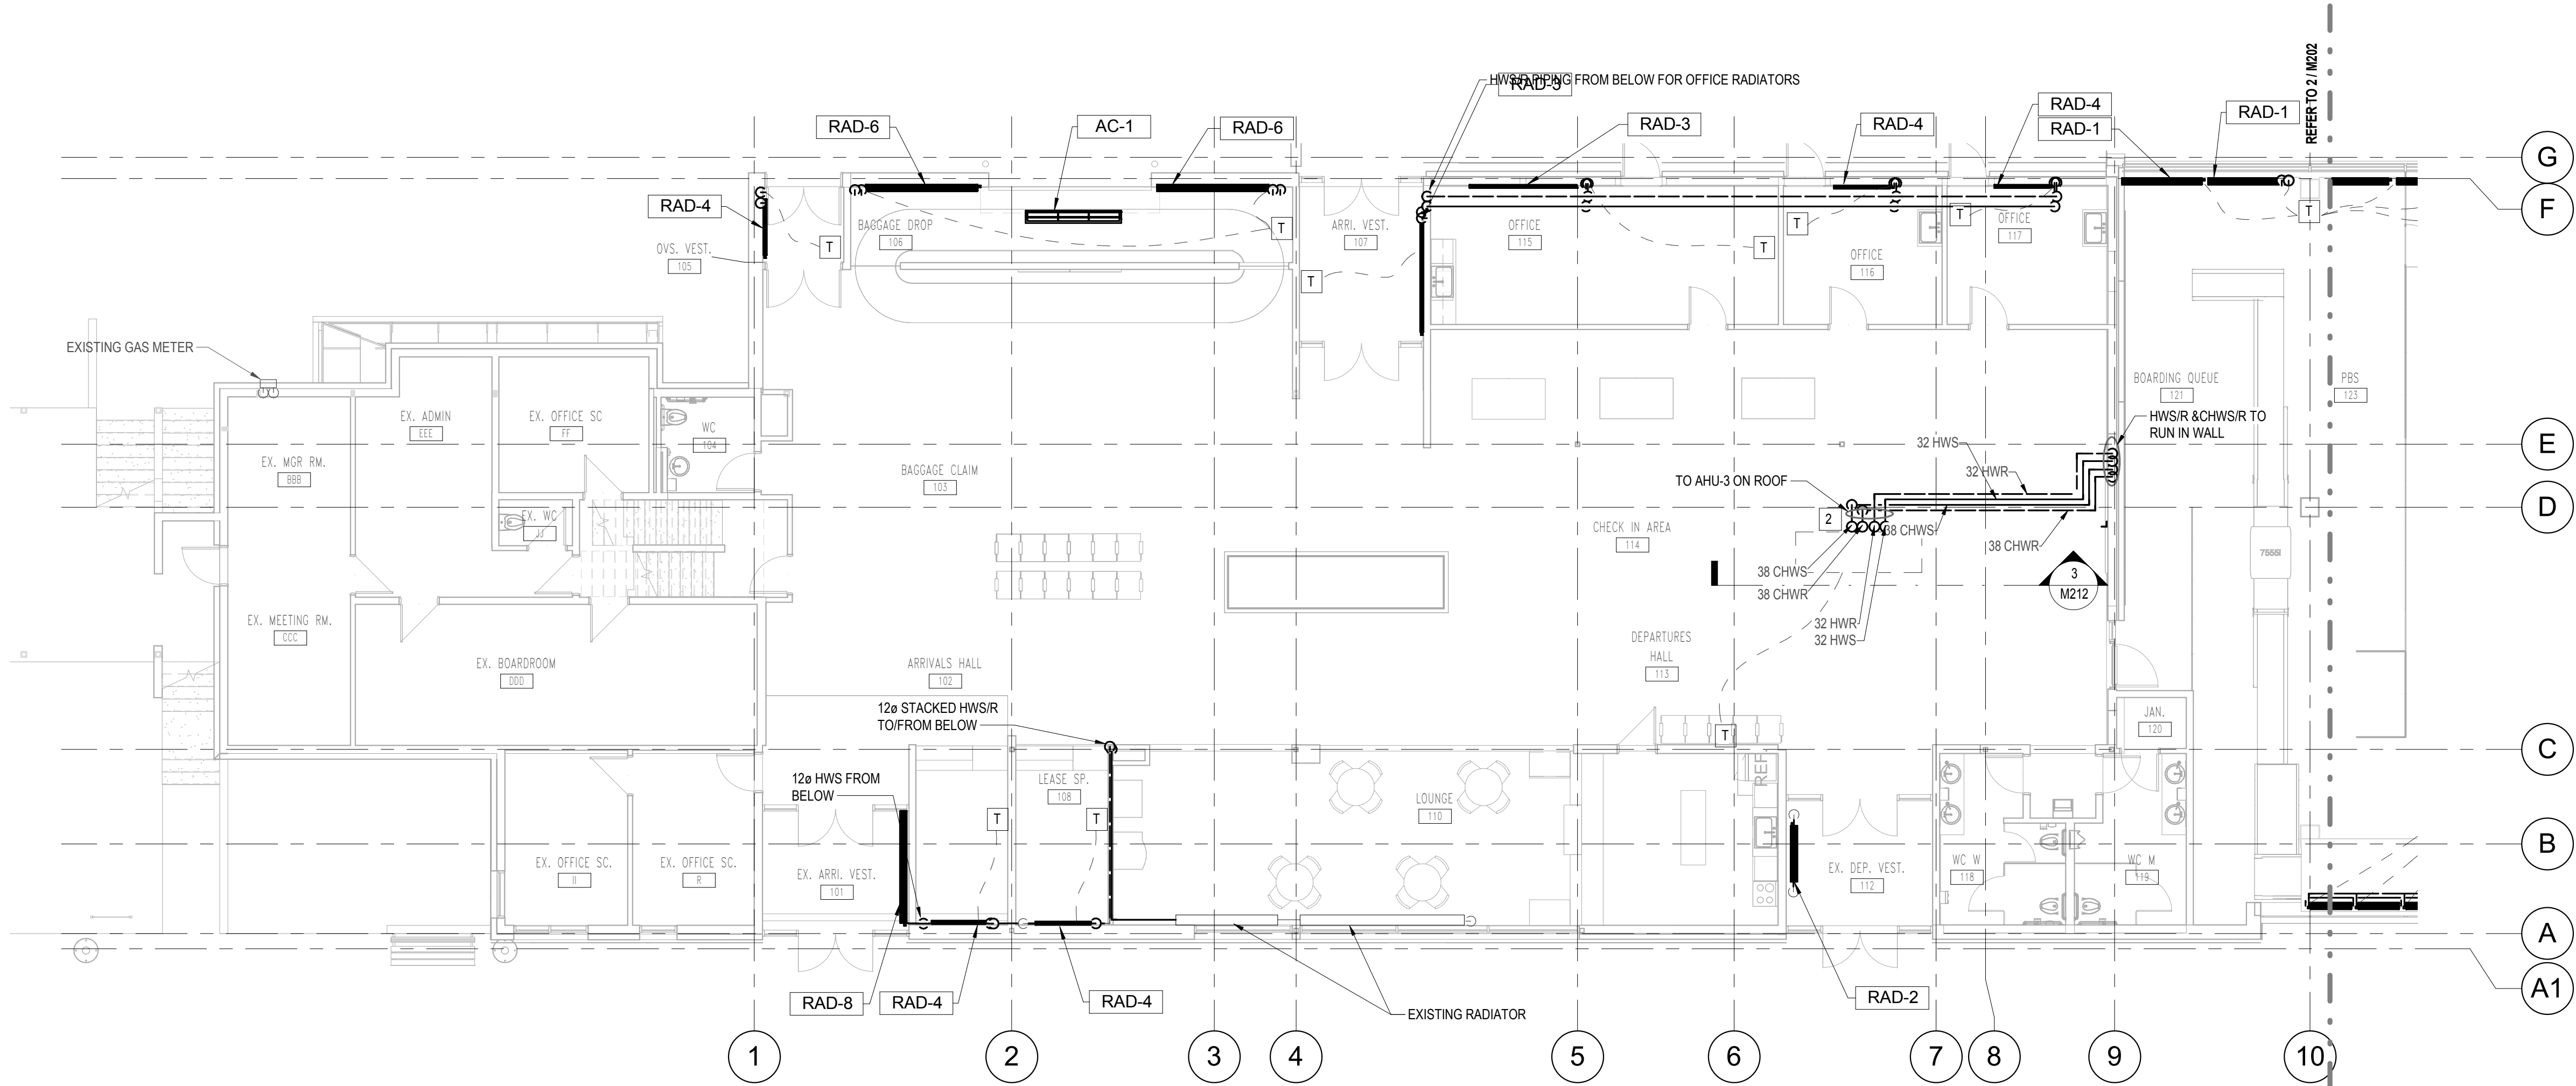 REFER TO 2 / M202
HWS/R PIPING FROM BELOW FOR OFFICE RADIATORS
RAD-3
RAD-6
AC-1
RAD-6
RAD-3
RAD-4
RAD-4
RAD-1
RAD-1
G
F
RAD-4
OVS. VEST.
105
T
BAGGAGE DROP
106
T
ARRI. VEST.
107
T
OFFICE
115
T
T
OFFICE
116
T
OFFICE
117
T
EXISTING GAS METER
EX. ADMIN
EEE
EX. OFFICE SC
FF
WC
104
EX. MGR RM.
BBB
EX. WC
JJ
EX. MEETING RM.
CCC
EX. BOARDROOM
DDD
BAGGAGE CLAIM
103
BOARDING QUEUE
121
PBS
123
HWS/R &CHWS/R TO
RUN IN WALL
E
32 HWS
32 HWR
TO AHU-3 ON ROOF
2
D
38 CHWS
38 CHWR
CHECK IN AREA
114
7555i
38 CHWS
38 CHWR
3
M212
32 HWR
32 HWS
DEPARTURES
HALL
113
ARRIVALS HALL
102
12ø STACKED HWS/R
TO/FROM BELOW
JAN.
120
T
C
12ø HWS FROM
BELOW
LEASE SP.
108
T
T
LOUNGE
110
REF
B
EX. OFFICE SC.
II
EX. OFFICE SC.
R
EX. ARRI. VEST.
101
EX. DEP. VEST.
112
WC W
118
WC M
119
A
A1
RAD-8
RAD-4
RAD-4
EXISTING RADIATOR
RAD-2
1
2
3
4
5
6
7
8
9
10